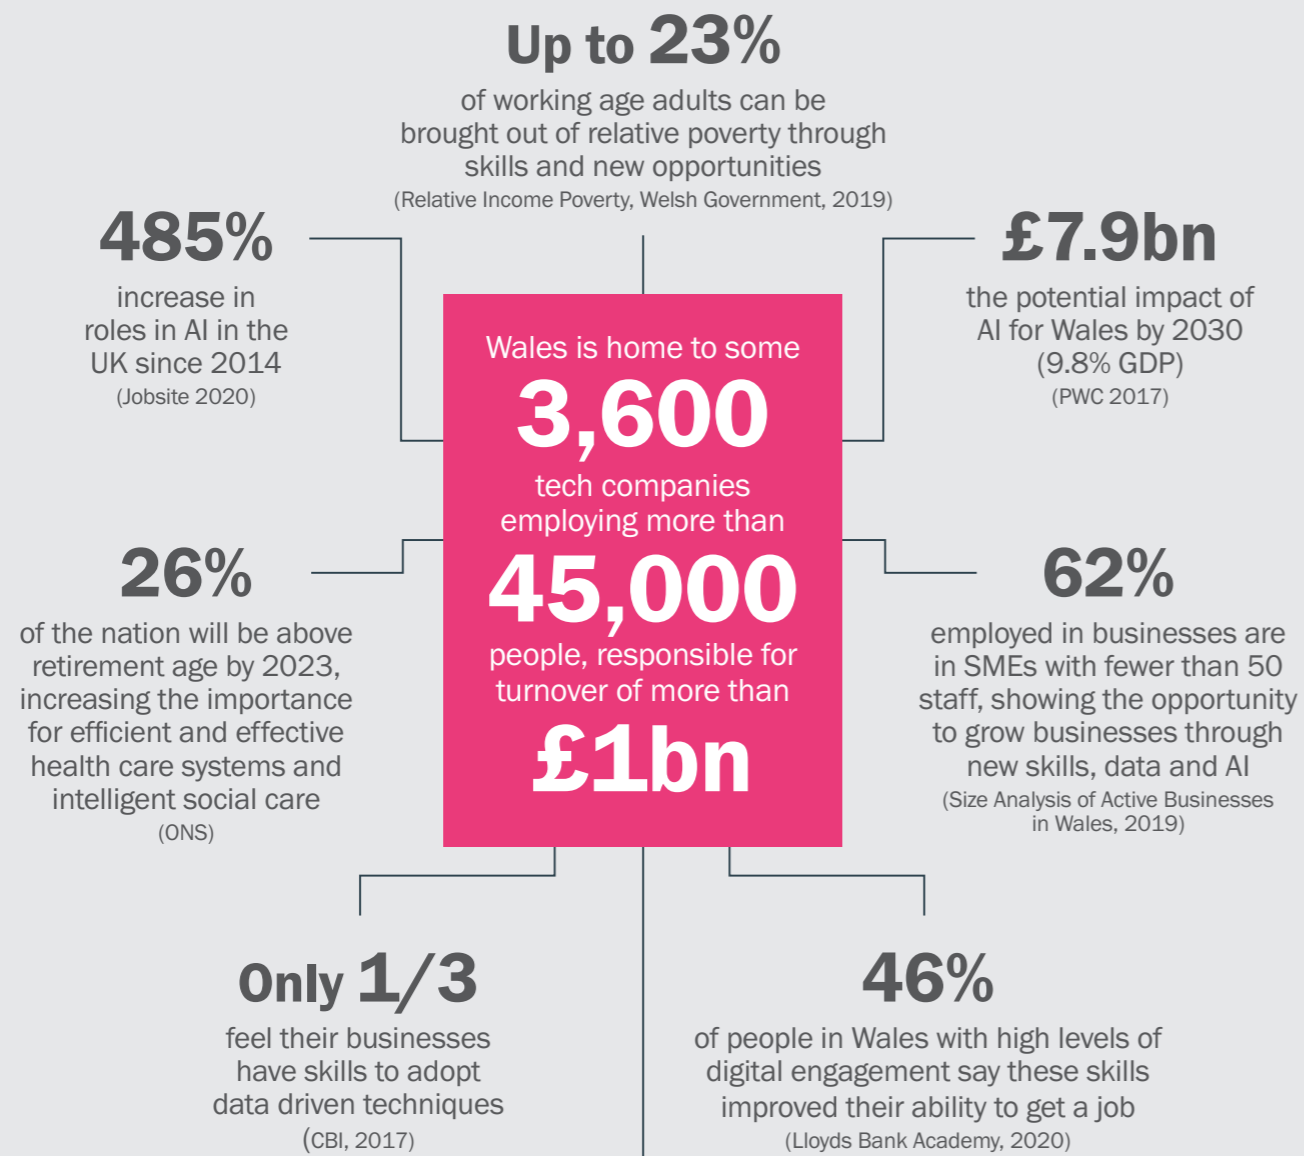 Up to 23%
of working age adults can be
brought out of relative poverty through
skills and new opportunities
(Relative Income Poverty, Welsh Government, 2019)
485%
increase in
roles in AI in the
UK since 2014
(Jobsite 2020)
£7.9bn
the potential impact of
AI for Wales by 2030
(9.8% GDP)
(PWC 2017)
Wales is home to some
3,600
tech companies
employing more than
45,000
people, responsible for
turnover of more than
£1bn
26%
of the nation will be above
retirement age by 2023,
increasing the importance
for efficient and effective
health care systems and
intelligent social care
(ONS)
62%
employed in businesses are
in SMEs with fewer than 50
staff, showing the opportunity
to grow businesses through
new skills, data and AI
(Size Analysis of Active Businesses
in Wales, 2019)
Only 1/3
feel their businesses
have skills to adopt
data driven techniques
(CBI, 2017)
46%
of people in Wales with high levels of
digital engagement say these skills
improved their ability to get a job
(Lloyds Bank Academy, 2020)